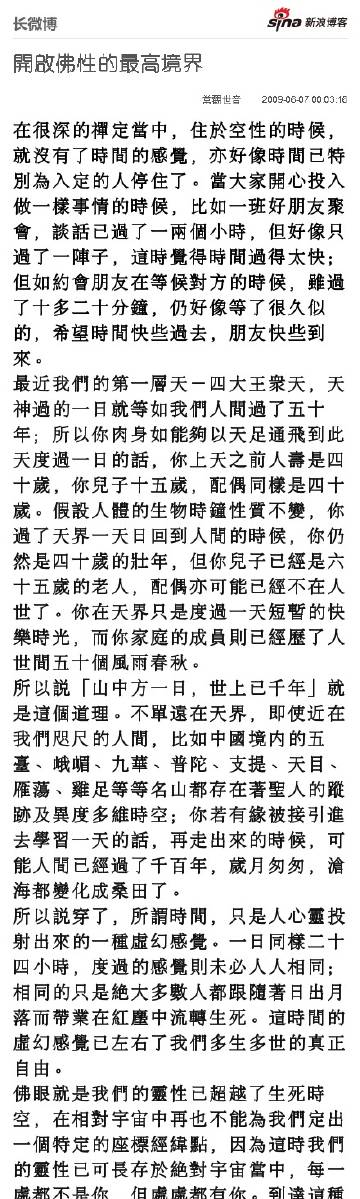 长微博
sina 新浪博客
開啟佛性的最高境界
2009-06-07 00:03:16
在很深的禪定當中，住於空性的時候，
就沒有了時間的感覺，亦好像時間已特
別為入定的人停住了。當大家開心投入
做一樣事情的時候，比如一班好朋友聚
會，談話已過了一兩個小時，但好像只
過了一陣子，這時覺得時間過得太快；
但如約會朋友在等候對方的時候，雖過
了十多二十分鐘，仍好像等了很久似
的，希望時間快些過去，朋友快些到
來。
最近我們的第一層天－四大王衆天，天
神過的一日就等如我們人間過了五十
年；所以你肉身如能夠以天足通飛到此
天度過一日的話，你上天之前人壽是四
十歲，你兒子十五歲，配偶同樣是四十
歲。假設人體的生物時鐘性質不變，你
過了天界一天日回到人間的時候，你仍
然是四十歲的壯年，但你兒子已經是六
十五歲的老人，配偶亦可能已經不在人
世了。你在天界只是度過一天短暫的快
樂時光，而你家庭的成員則已經歷了人
世間五十個風雨春秋。
所以説「山中方一日，世上已千年」就
是這個道理。不單遠在天界，即使近在
我們咫尺的人間，比如中國境内的五
臺、峨嵋、九華、普陀、支提、天目、
雁蕩、雞足等等名山都存在著聖人的蹤
跡及異度多維時空；你若有緣被接引進
去學習一天的話，再走出來的時候，可
能人間已經過了千百年，歲月匆匆，滄
海都變化成桑田了。
所以説穿了，所謂時間，只是人心靈投
射出來的一種虛幻感覺。一日同樣二十
四小時，度過的感覺則未必人人相同；
相同的只是絶大多數人都跟隨著日出月
落而帶業在紅塵中流轉生死。這時間的
虛幻感覺已左右了我們多生多世的真正
自由。
佛眼就是我們的靈性已超越了生死時
空，在相對宇宙中再也不能為我們定出
一個特定的座標經緯點，因為這時我們
的靈性已可長存於絶對宇宙當中，每一
處都不是你，但處處都有你。到達這種